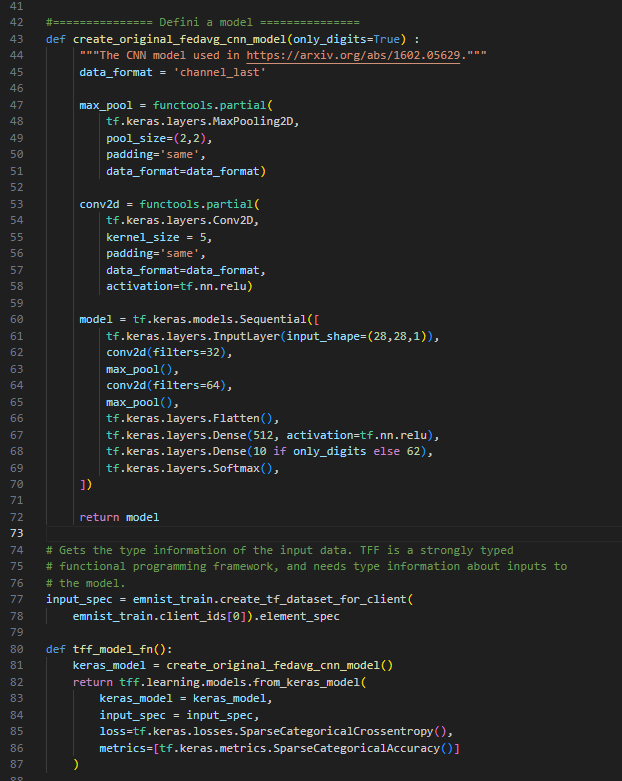 41
42 #=============== Defini a model ===============
43 def create_original_fedavg_cnn_model(only_digits=True) :
44     """The CNN model used in https://arxiv.org/abs/1602.05629."""
45     data_format = 'channel_last'
46
47     max_pool = functools.partial(
48         tf.keras.layers.MaxPooling2D,
49         pool_size=(2,2),
50         padding='same',
51         data_format=data_format)
52
53     conv2d = functools.partial(
54         tf.keras.layers.Conv2D,
55         kernel_size = 5,
56         padding='same',
57         data_format=data_format,
58         activation=tf.nn.relu)
59
60     model = tf.keras.models.Sequential([
61         tf.keras.layers.InputLayer(input_shape=(28,28,1)),
62         conv2d(filters=32),
63         max_pool(),
64         conv2d(filters=64),
65         max_pool(),
66         tf.keras.layers.Flatten(),
67         tf.keras.layers.Dense(512, activation=tf.nn.relu),
68         tf.keras.layers.Dense(10 if only_digits else 62),
69         tf.keras.layers.Softmax(),
70     ])
71
72     return model
73
74 # Gets the type information of the input data. TFF is a strongly typed
75 # functional programming framework, and needs type information about inputs to
76 # the model.
77 input_spec = emnist_train.create_tf_dataset_for_client(
78     emnist_train.client_ids[0]).element_spec
79
80 def tff_model_fn():
81     keras_model = create_original_fedavg_cnn_model()
82     return tff.learning.models.from_keras_model(
83         keras_model = keras_model,
84         input_spec = input_spec,
85         loss=tf.keras.losses.SparseCategoricalCrossentropy(),
86         metrics=[tf.keras.metrics.SparseCategoricalAccuracy()]
87     )
88